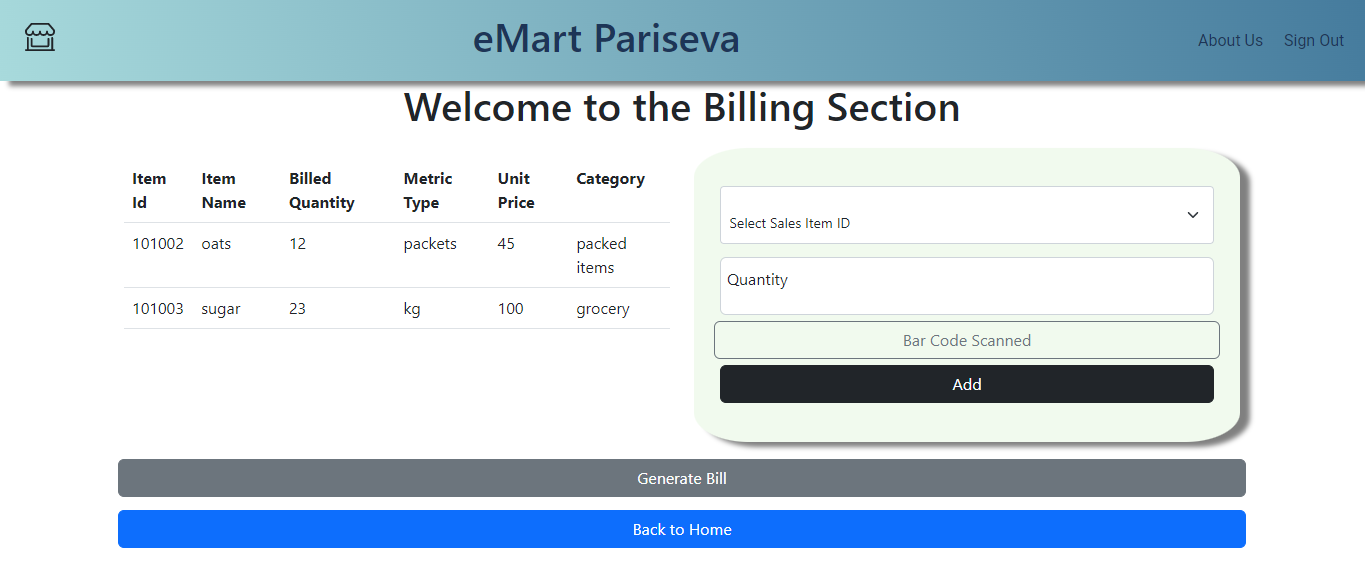 eMart Pariseva
About Us Sign Out
Welcome to the Billing Section
Item Id Item Name Billed Quantity Metric Type Unit Price Category
101002 oats 12 packets 45 packed items
101003 sugar 23 kg 100 grocery
Select Sales Item ID
Quantity
Bar Code Scanned
Add
Generate Bill
Back to Home